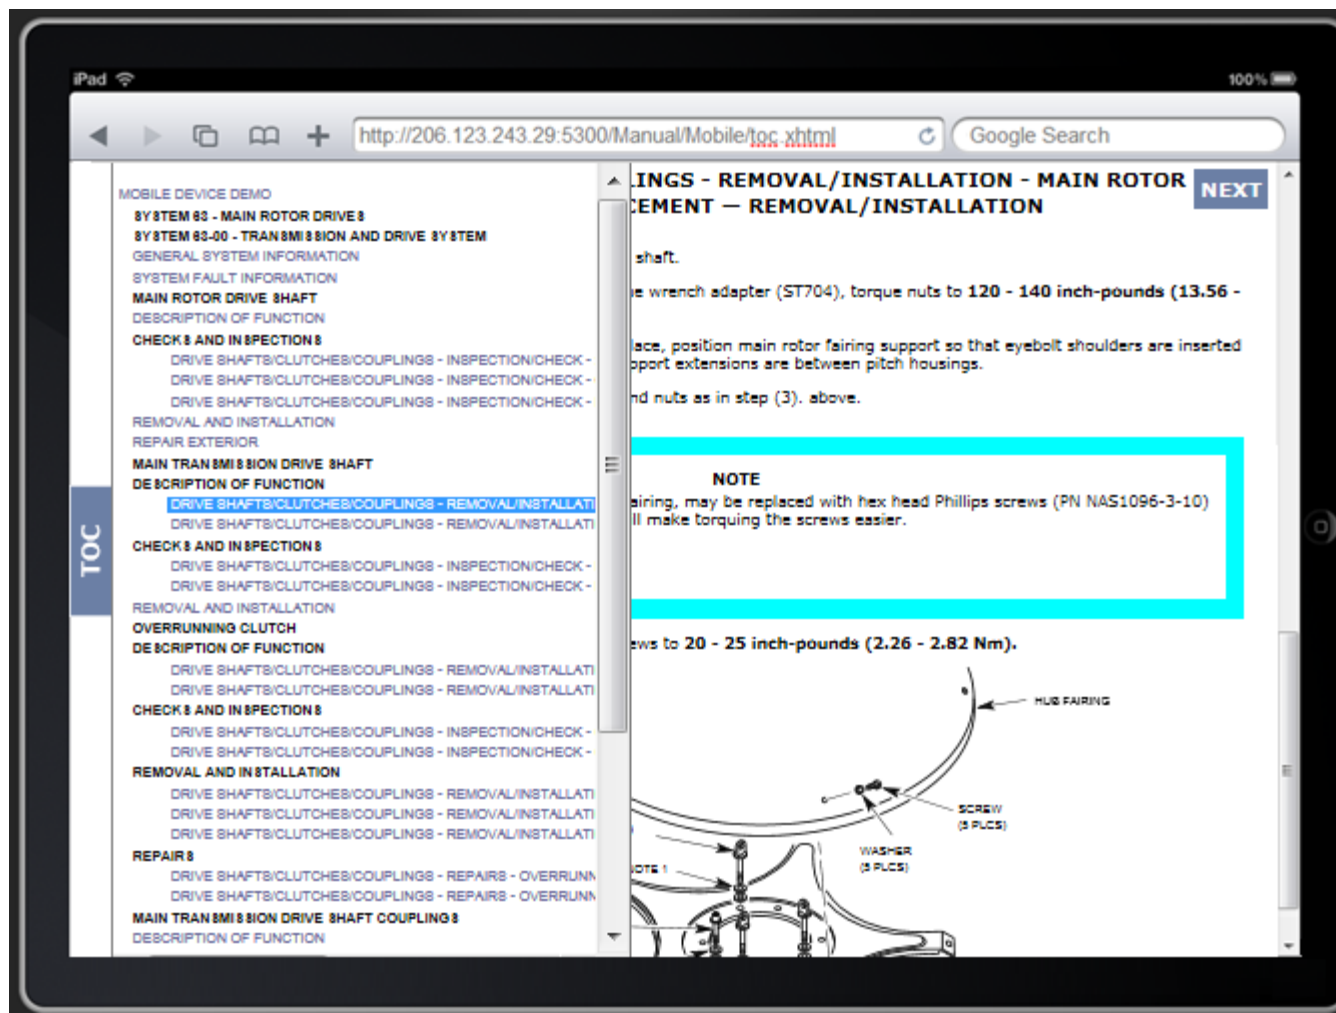 iPad
100%
http://206.123.243.29:5300/Manual/Mobile/toc.xhtml
Google Search
MOBILE DEVICE DEMO
SYSTEM 63 - MAIN ROTOR DRIVES
SYSTEM 63-00 - TRANSMISSION AND DRIVE SYSTEM
GENERAL SYSTEM INFORMATION
SYSTEM FAULT INFORMATION
MAIN ROTOR DRIVE SHAFT
DESCRIPTION OF FUNCTION
CHECKS AND INSPECTIONS
DRIVE SHAFTS/CLUTCHES/COUPLINGS - INSPECTION/CHECK -
DRIVE SHAFTS/CLUTCHES/COUPLINGS - INSPECTION/CHECK -
DRIVE SHAFTS/CLUTCHES/COUPLINGS - INSPECTION/CHECK -
REMOVAL AND INSTALLATION
REPAIR EXTERIOR
MAIN TRANSMISSION DRIVE SHAFT
DESCRIPTION OF FUNCTION
DRIVE SHAFTS/CLUTCHES/COUPLINGS - REMOVAL/INSTALLATI
DRIVE SHAFTS/CLUTCHES/COUPLINGS - REMOVAL/INSTALLATI
CHECKS AND INSPECTIONS
DRIVE SHAFTS/CLUTCHES/COUPLINGS - INSPECTION/CHECK -
DRIVE SHAFTS/CLUTCHES/COUPLINGS - INSPECTION/CHECK -
REMOVAL AND INSTALLATION
OVERRUNNING CLUTCH
DESCRIPTION OF FUNCTION
DRIVE SHAFTS/CLUTCHES/COUPLINGS - REMOVAL/INSTALLATI
DRIVE SHAFTS/CLUTCHES/COUPLINGS - REMOVAL/INSTALLATI
CHECKS AND INSPECTIONS
DRIVE SHAFTS/CLUTCHES/COUPLINGS - INSPECTION/CHECK -
DRIVE SHAFTS/CLUTCHES/COUPLINGS - INSPECTION/CHECK -
REMOVAL AND INSTALLATION
DRIVE SHAFTS/CLUTCHES/COUPLINGS - REMOVAL/INSTALLATI
DRIVE SHAFTS/CLUTCHES/COUPLINGS - REMOVAL/INSTALLATI
DRIVE SHAFTS/CLUTCHES/COUPLINGS - REMOVAL/INSTALLATI
REPAIRS
DRIVE SHAFTS/CLUTCHES/COUPLINGS - REPAIRS - OVERRUNN
DRIVE SHAFTS/CLUTCHES/COUPLINGS - REPAIRS - OVERRUNN
MAIN TRANSMISSION DRIVE SHAFT COUPLINGS
DESCRIPTION OF FUNCTION
TOC
LINGS - REMOVAL/INSTALLATION - MAIN ROTOR
CEMENT — REMOVAL/INSTALLATION
NEXT
shaft.
e wrench adapter (ST704), torque nuts to 120 - 140 inch-pounds (13.56 -
lace, position main rotor fairing support so that eyebolt shoulders are inserted
pport extensions are between pitch housings.
nd nuts as in step (3). above.
NOTE
airing, may be replaced with hex head Phillips screws (PN NAS1096-3-10)
ll make torquing the screws easier.
ews to 20 - 25 inch-pounds (2.26 - 2.82 Nm).
HUB FAIRING
SCREW
(5 PLCS)
WASHER
(5 PLCS)
NOTE 1